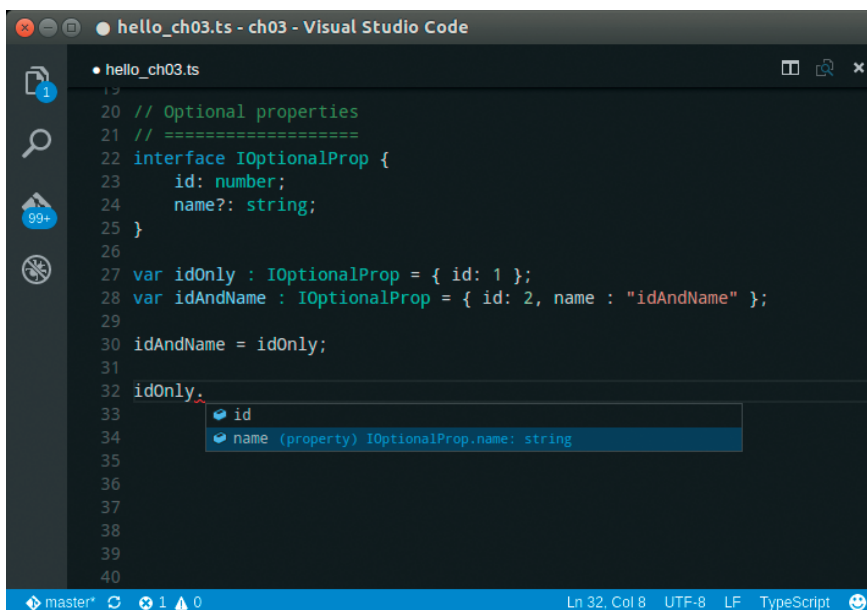 hello_ch03.ts - ch03 - Visual Studio Code
hello_ch03.ts
1
99+
19
20 // Optional properties
21 // ===================
22 interface IOptionalProp {
23     id: number;
24     name?: string;
25 }
26
27 var idOnly : IOptionalProp = { id: 1 };
28 var idAndName : IOptionalProp = { id: 2, name : "idAndName" };
29
30 idAndName = idOnly;
31
32 idOnly.
33
id
34
name (property) IOptionalProp.name: string
35
36
37
38
39
40
master* 1 0 Ln 32, Col 8 UTF-8 LF TypeScript